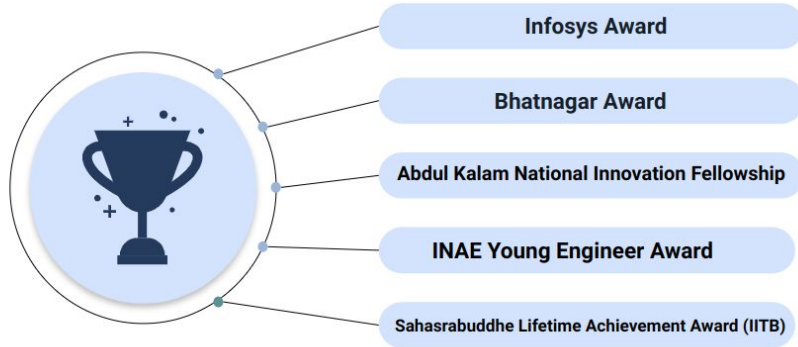 Infosys Award
Bhatnagar Award
Abdul Kalam National Innovation Fellowship
INAE Young Engineer Award
Sahasrabuddhe Lifetime Achievement Award (IITB)